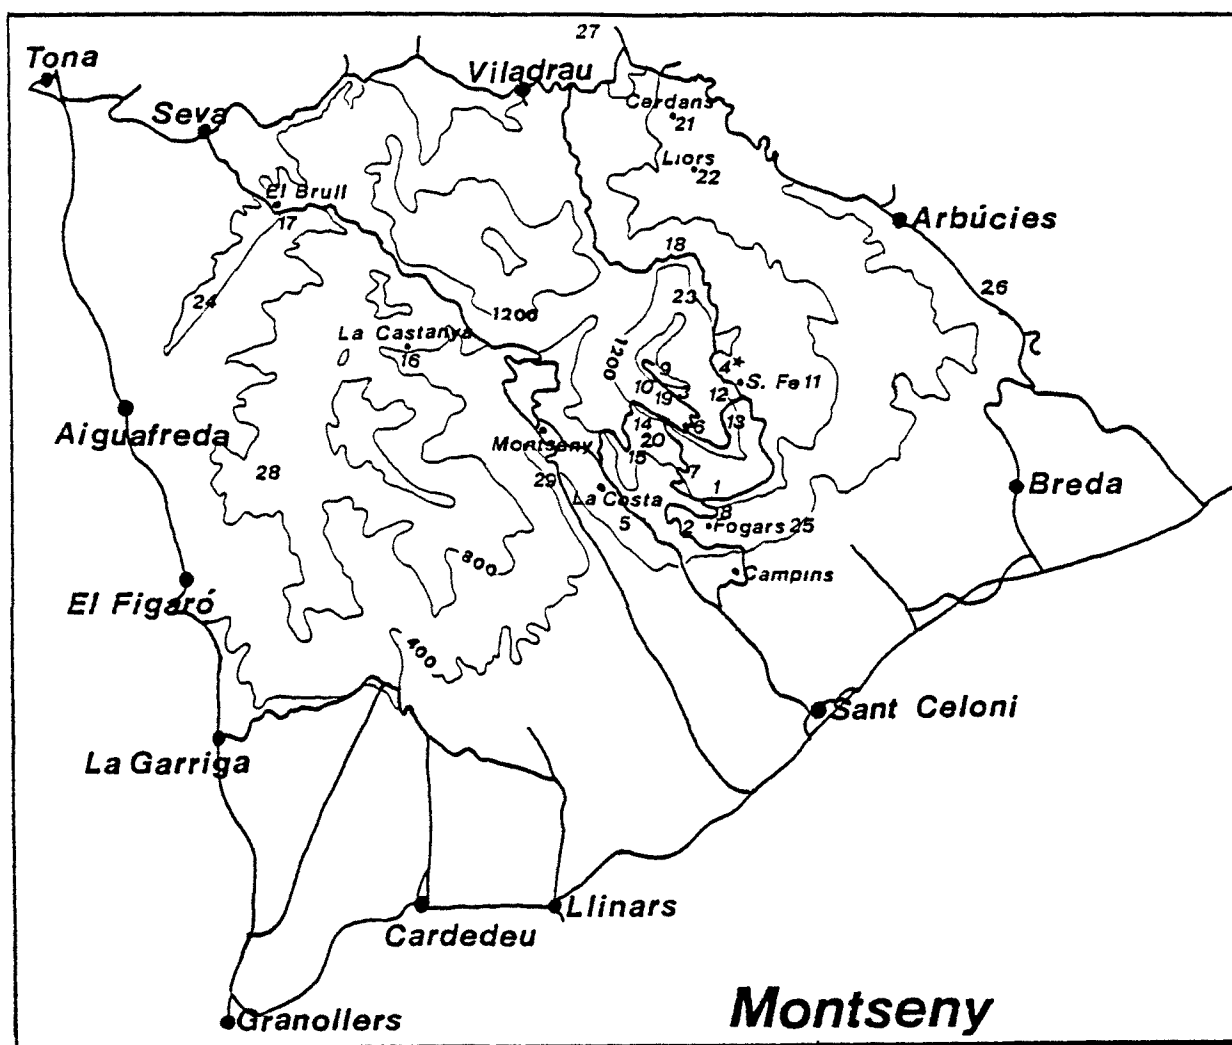 27
Tona
Viladrau
Seva
Cerdans
21
Liors
22
El Brull
17
Arbúcies
18
24
23
26
1200
La Castanya
16
1200
9
4*
S. Fe 11
10
12
19
Aiguafreda
14
6
13
Montseny
20
15
28
29
7
1
La Costa
Breda
8
5
2
Fogars 25
800
Campins
El Figaró
400
Sant Celoni
La Garriga
Llinars
Cardedeu
Montseny
Granollers